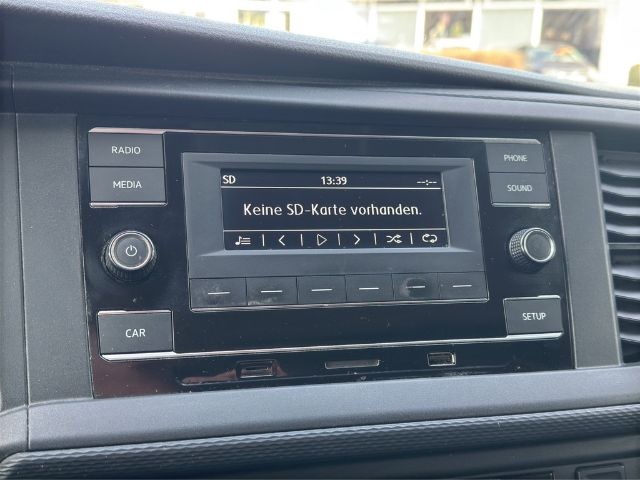 RADIO
MEDIA
CAR
SD 13:39 --:--
Keine SD-Karte vorhanden.
PHONE
SOUND
SETUP